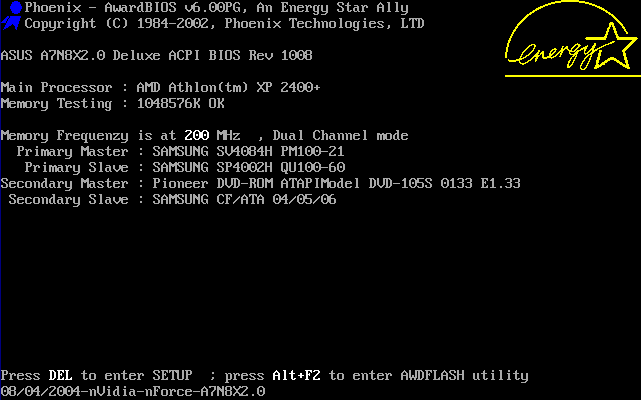 Phoenix - AwardBIOS v6.00PG, An Energy Star Ally
Copyright (C) 1984-2002, Phoenix Technologies, LTD
energy
ASUS A7N8X2.0 Deluxe ACPI BIOS Rev 1008
Main Processor : AMD Athlon(tm) XP 2400+
Memory Testing : 1048576K OK
Memory Frequenzy is at 200 MHz , Dual Channel mode
Primary Master : SAMSUNG SV4084H PM100-21
Primary Slave : SAMSUNG SP4002H QU100-60
Secondary Master : Pioneer DVD-ROM ATAPIModel DVD-105S 0133 E1.33
Secondary Slave : SAMSUNG CF/ATA 04/05/06
Press DEL to enter SETUP ; press Alt+F2 to enter AWDFLASH utility
08/04/2004-nVidia-nForce-A7N8X2.0